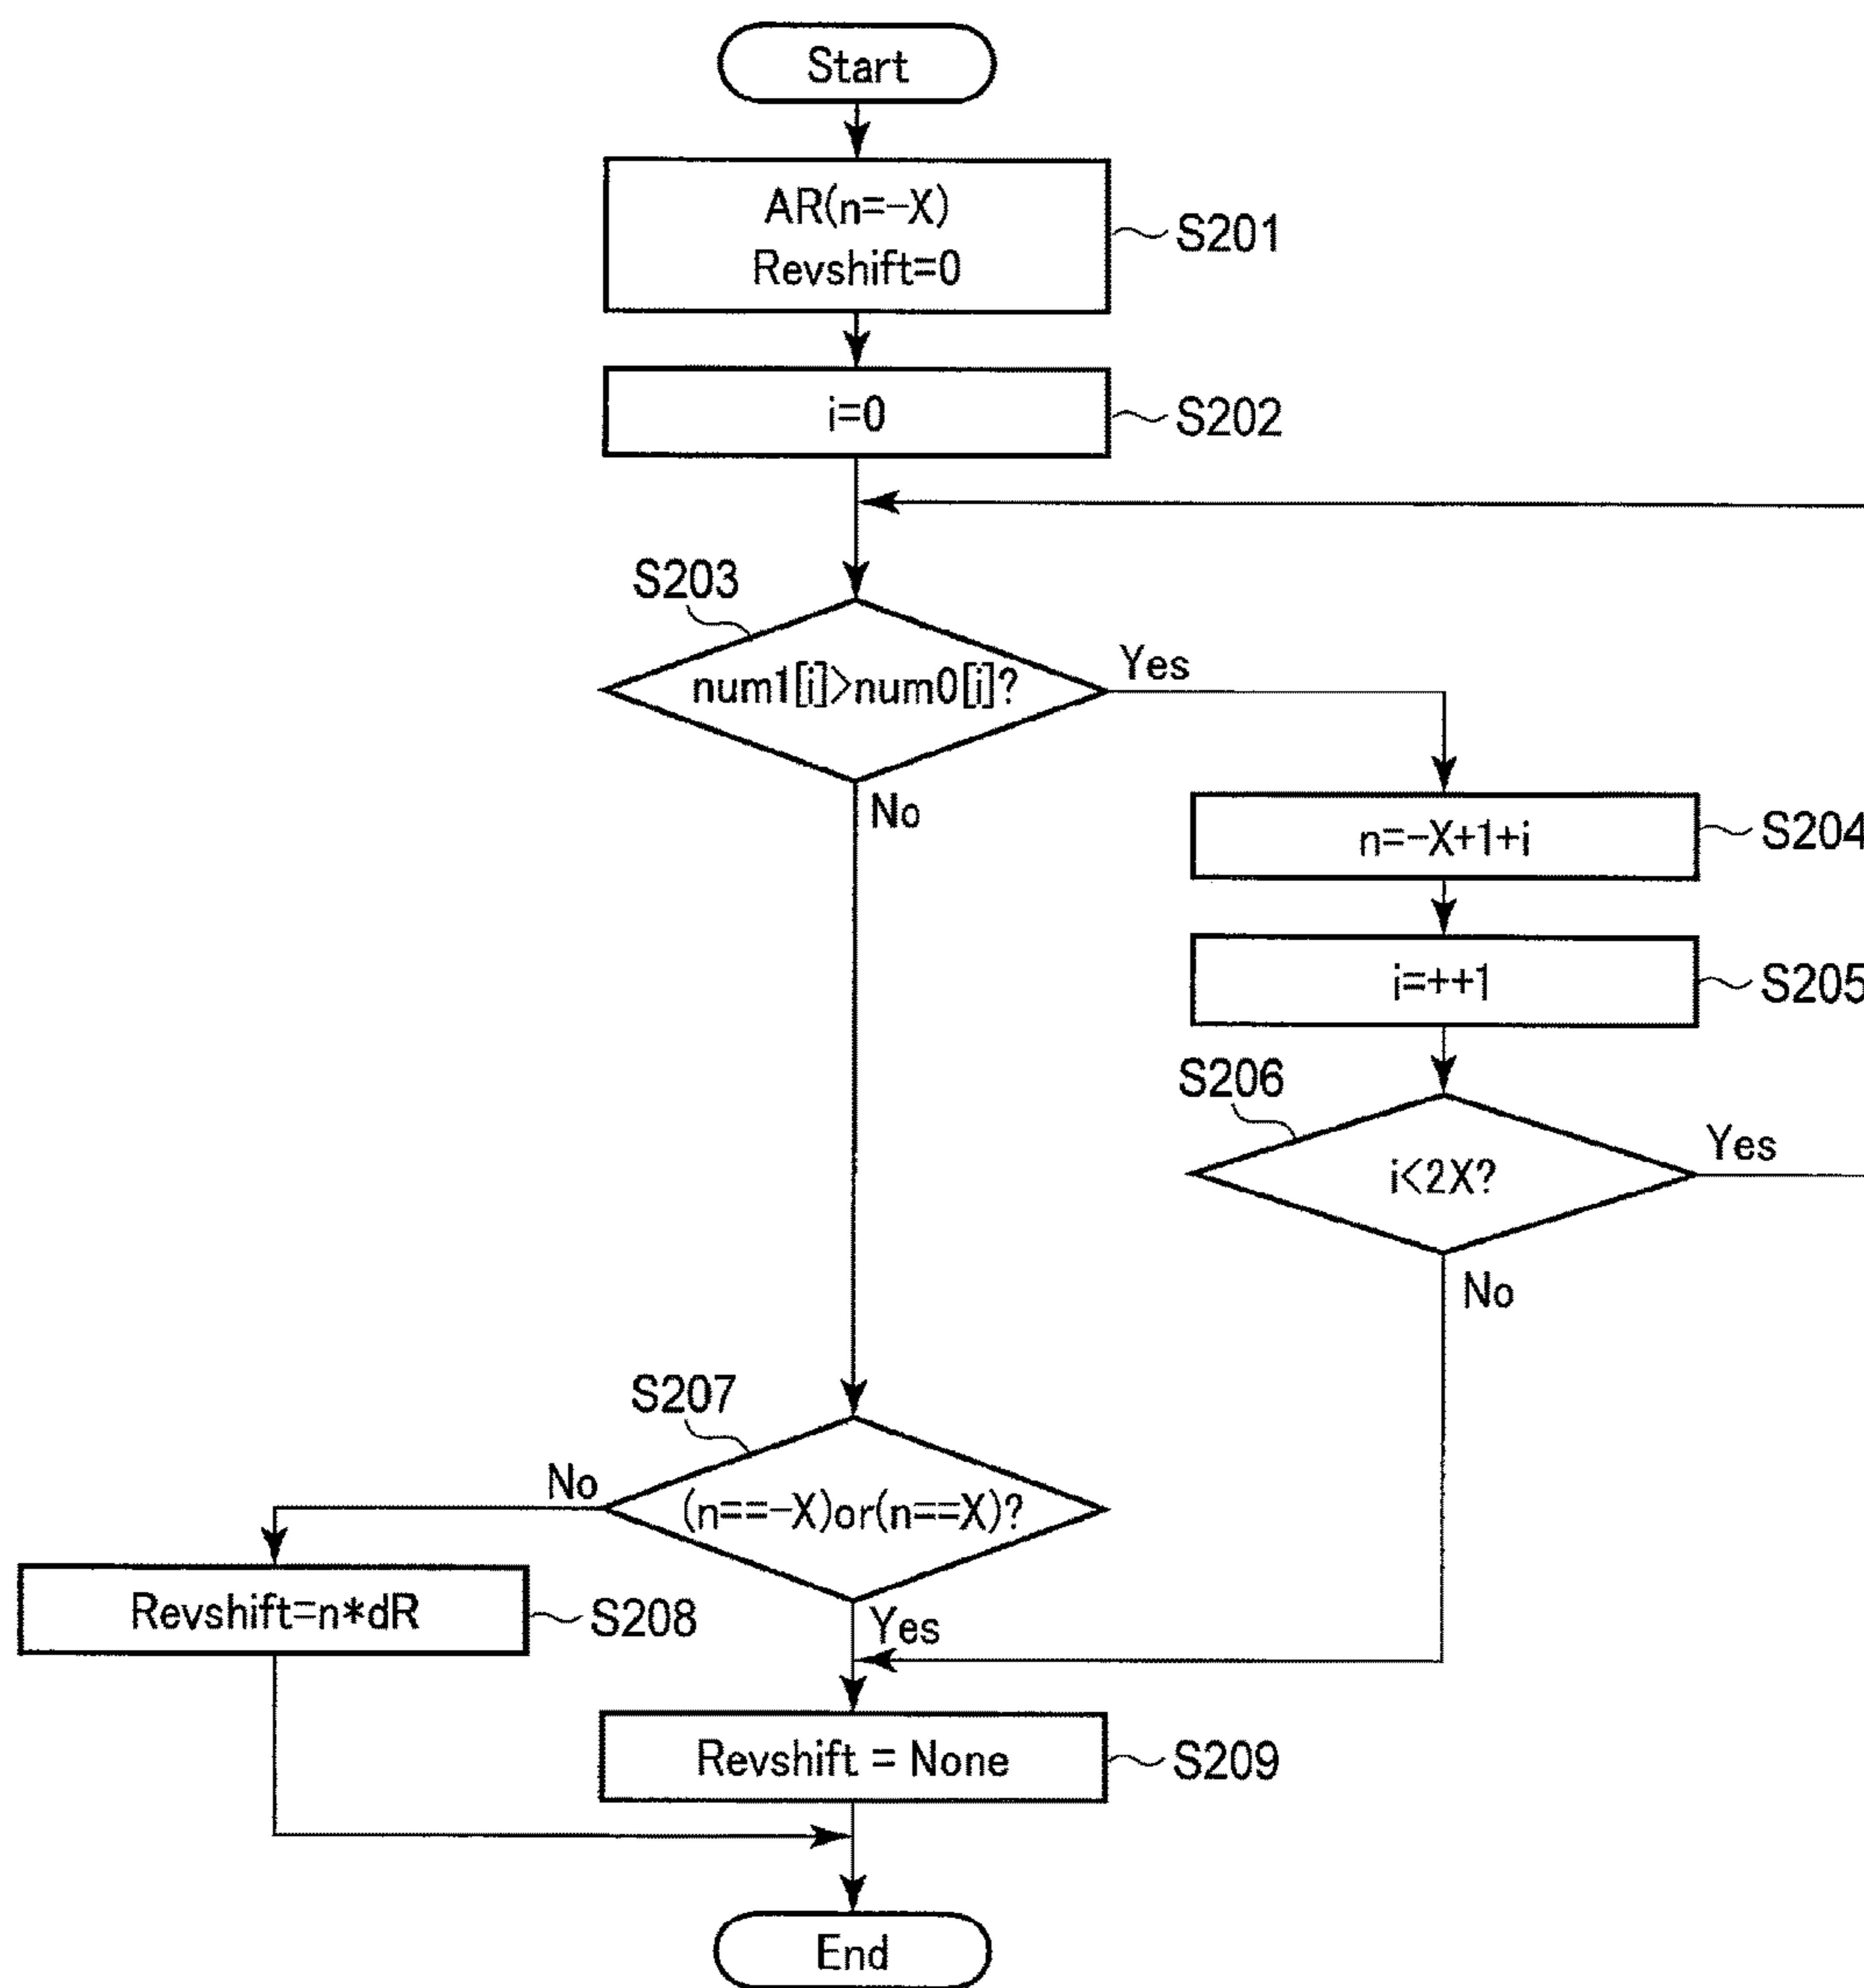 Start
AR(n=-X)
Revshift=0
S201
i=0
S202
S203
num1[i]>num0[i]?
Yes
No
n=-X+1+i
S204
i=++1
S205
S206
i<2X?
Yes
No
S207
(n==-X)or(n==X)?
No
Yes
Revshift=n*dR
S208
Revshift = None
S209
End